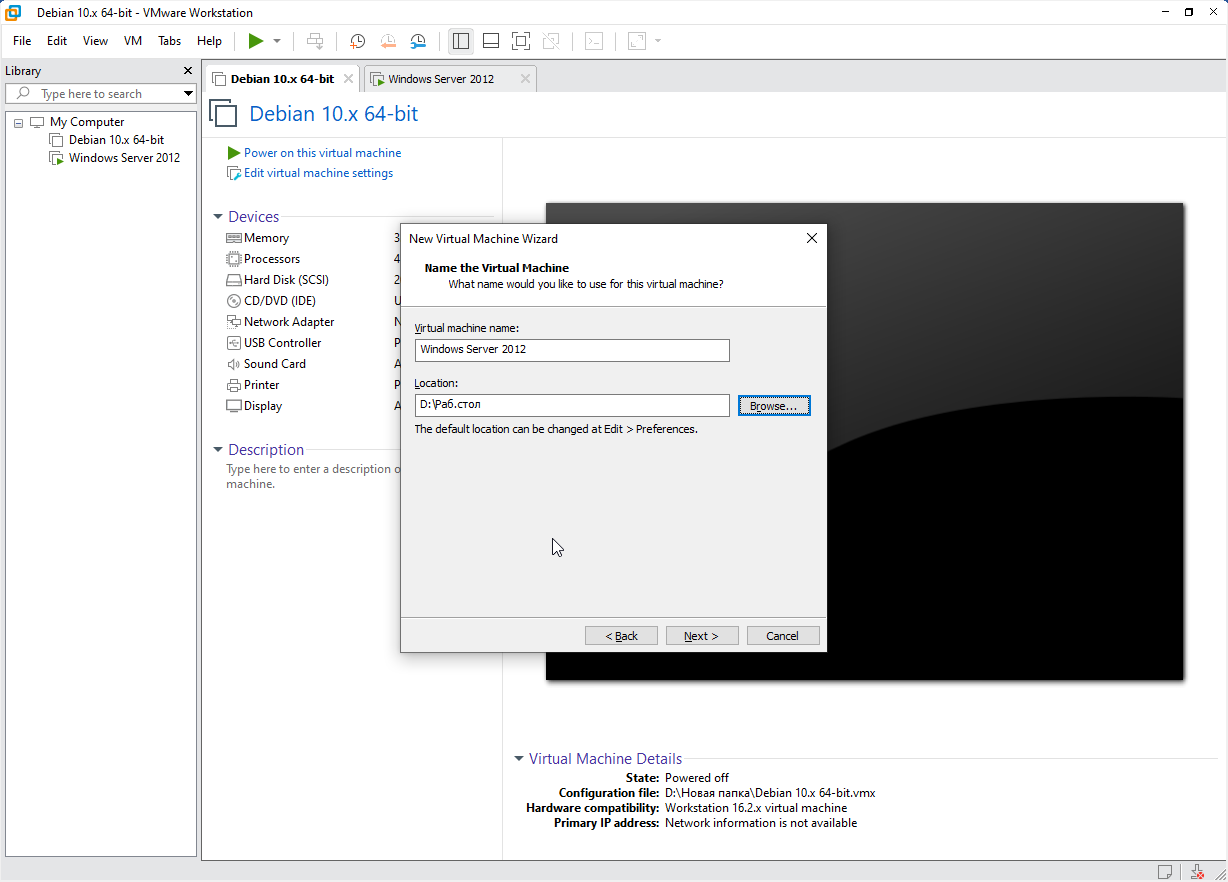 Debian 10.x 64-bit - VMware Workstation
File Edit View VM Tabs Help
Library
Type here to search
My Computer
Debian 10.x 64-bit
Windows Server 2012
Debian 10.x 64-bit
Windows Server 2012
Debian 10.x 64-bit
Power on this virtual machine
Edit virtual machine settings
Devices
Memory 3
Processors 4
Hard Disk (SCSI) 2
CD/DVD (IDE)
Network Adapter
USB Controller
Sound Card
Printer
Display
Description
Type here to enter a description o
machine.
New Virtual Machine Wizard
Name the Virtual Machine
What name would you like to use for this virtual machine?
Virtual machine name:
Windows Server 2012
Location:
D:\Раб.стол
Browse...
The default location can be changed at Edit > Preferences.
< Back
Next >
Cancel
Virtual Machine Details
State: Powered off
Configuration file: D:\Новая папка\Debian 10.x 64-bit.vmx
Hardware compatibility: Workstation 16.2.x virtual machine
Primary IP address: Network information is not available